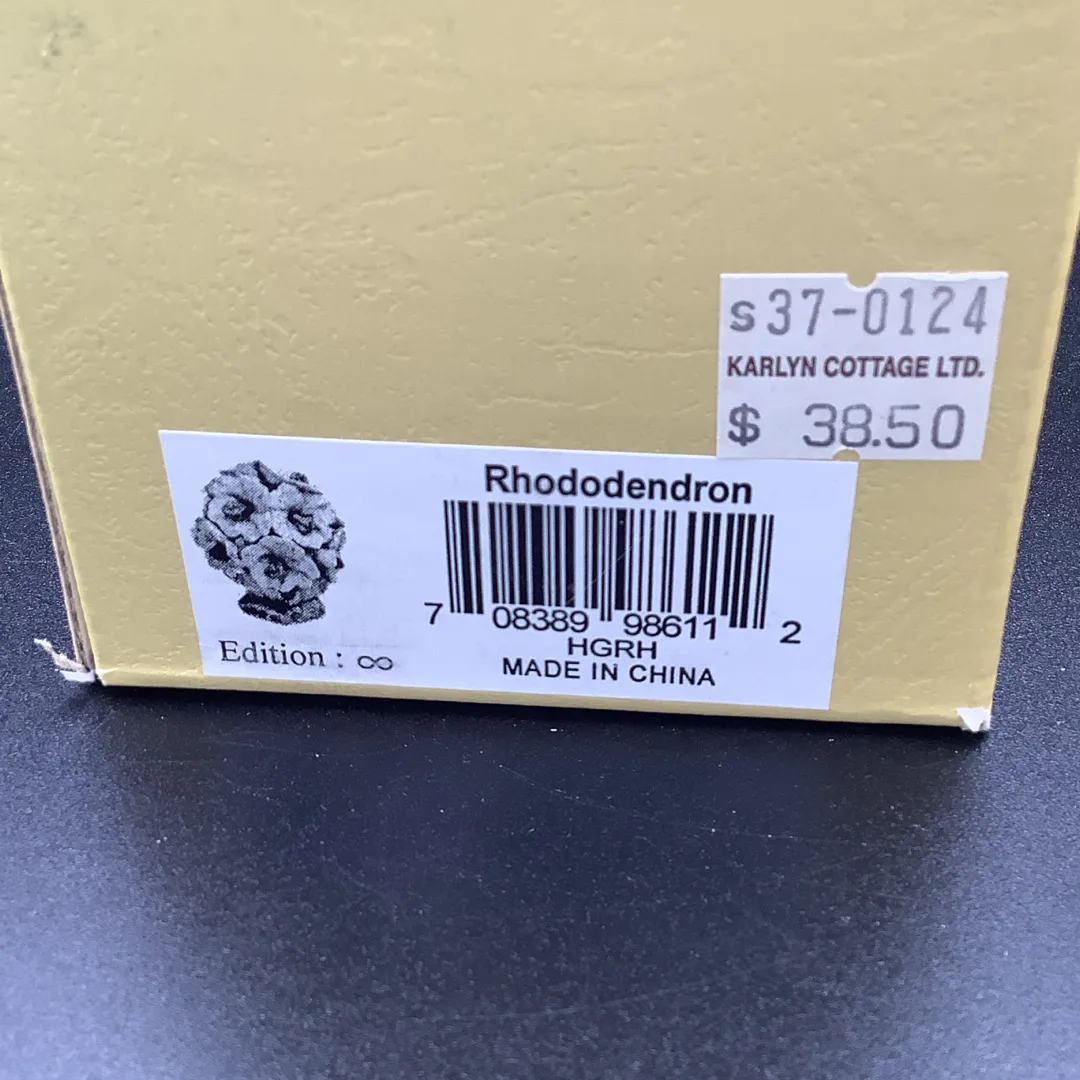 s37-0124
KARLYN COTTAGE LTD.
$ 38.50
Rhododendron
7 08389 98611 2
HGRH
MADE IN CHINA
Edition : ∞